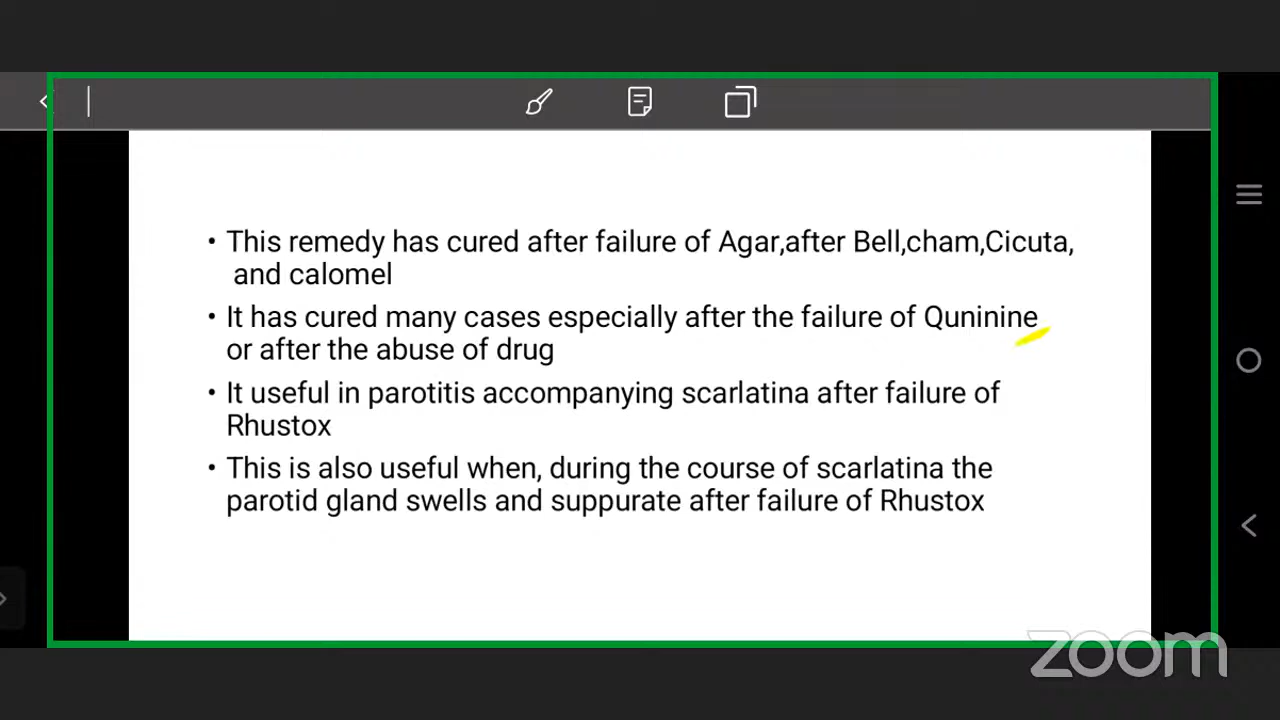 • This remedy has cured after failure of Agar,after Bell,cham,Cicuta,
and calomel
• It has cured many cases especially after the failure of Quninine
or after the abuse of drug
• It useful in parotitis accompanying scarlatina after failure of
Rhustox
• This is also useful when, during the course of scarlatina the
parotid gland swells and suppurate after failure of Rhustox
zoom